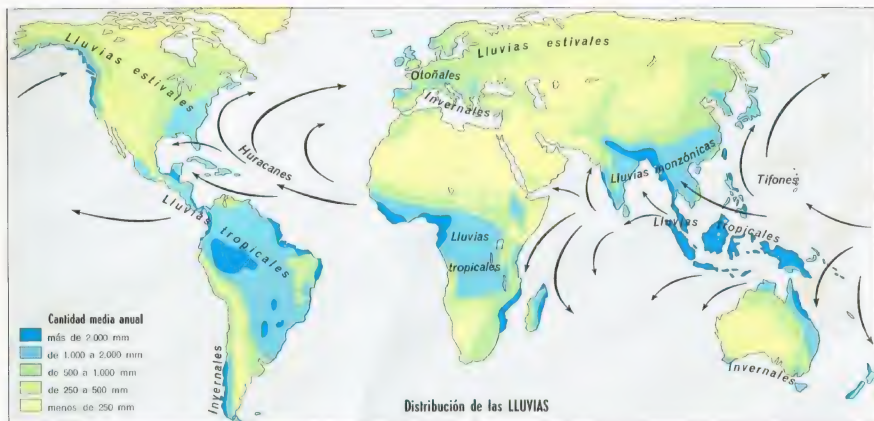 Lluvias estivales
Lluvias estivales
Otoñales
Invernales
Huracanes
Lluvias monzónicas
Tifones
Lluvias tropicales
Lluvias
tropicales
Lluvias tropicales
Invernales
Invernales
Cantidad media anual
más de 2.000 mm
de 1.000 a 2.000 mm
de 500 a 1.000 mm
de 250 a 500 mm
menos de 250 mm
Distribución de las LLUVIAS